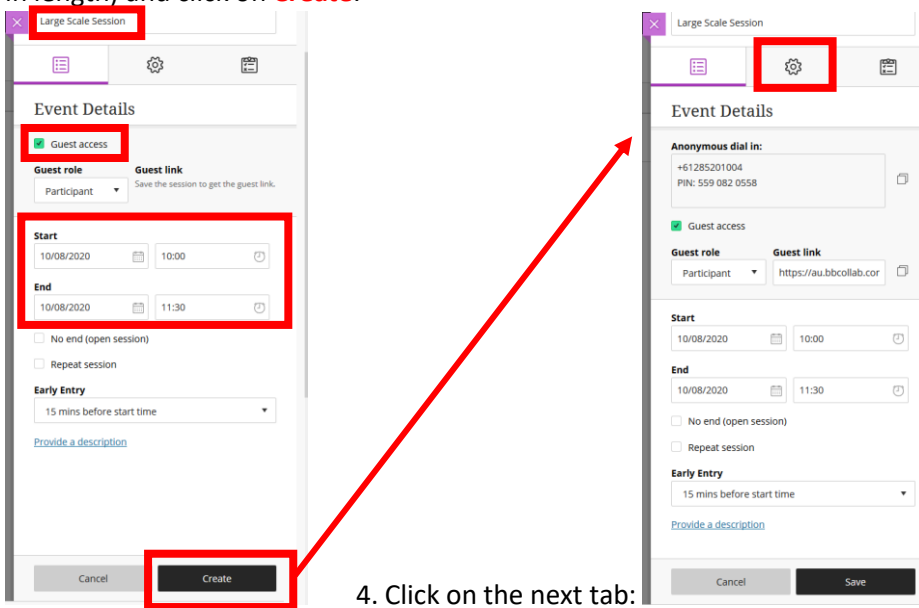 in length) and click on Create.
Large Scale Session
Event Details
Guest access
Guest role Guest link
Participant Save the session to get the guest link.
Start
10/08/2020 10:00
End
10/08/2020 11:30
No end (open session)
Repeat session
Early Entry
15 mins before start time
Provide a description
Cancel Create
4. Click on the next tab:
Large Scale Session
Event Details
Anonymous dial in:
+61285201004
PIN: 559 082 0558
Guest access
Guest role Guest link
Participant https://au.bbcollab.cor
Start
10/08/2020 10:00
End
10/08/2020 11:30
No end (open session)
Repeat session
Early Entry
15 mins before start time
Provide a description
Cancel Save